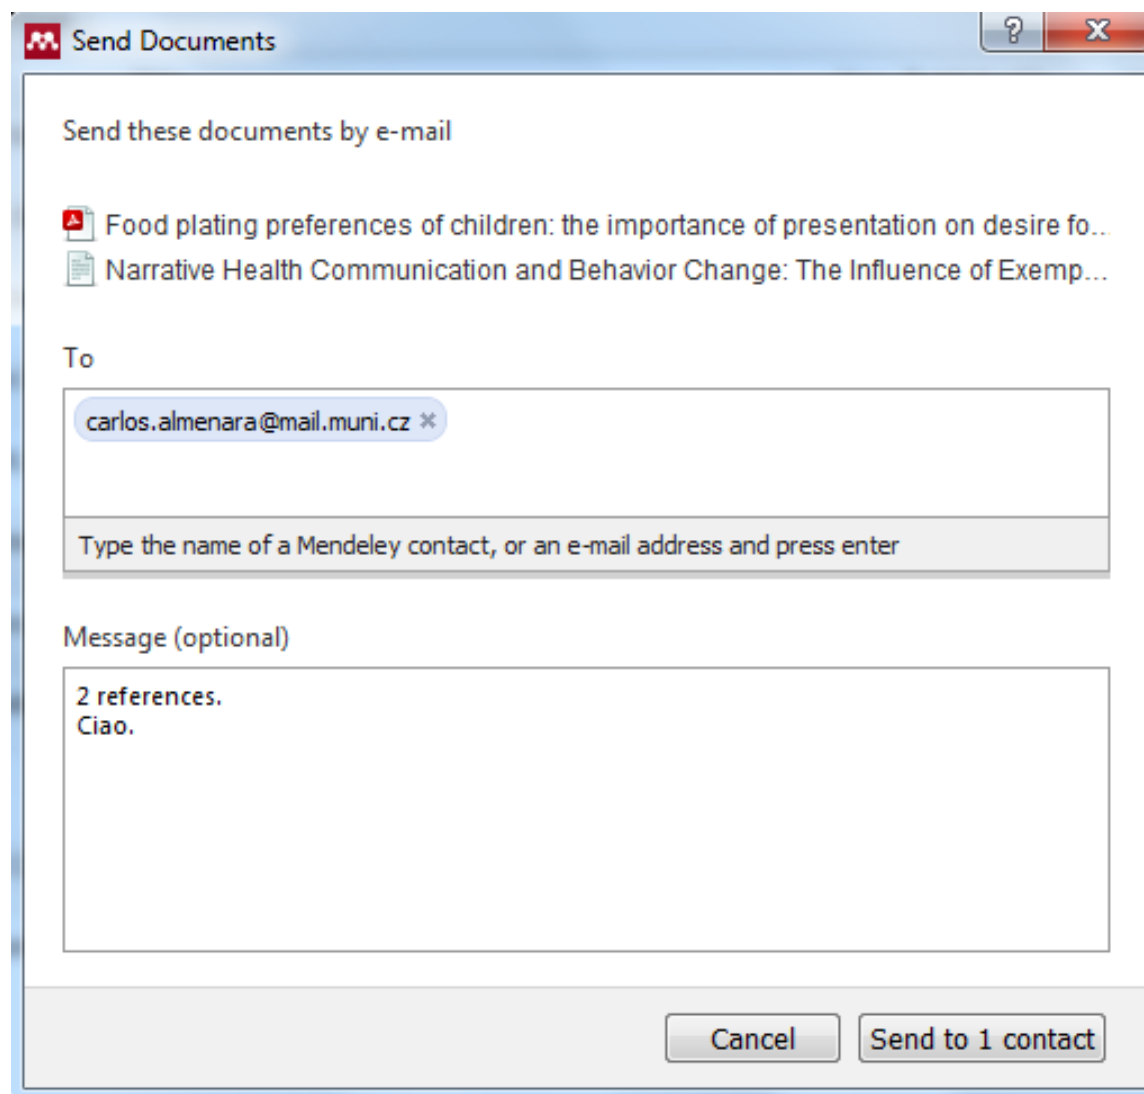 Send Documents
Send these documents by e-mail
Food plating preferences of children: the importance of presentation on desire fo...
Narrative Health Communication and Behavior Change: The Influence of Exemp...
To
carlos.almenara@mail.muni.cz
Type the name of a Mendeley contact, or an e-mail address and press enter
Message (optional)
2 references.
Ciao.
Cancel
Send to 1 contact